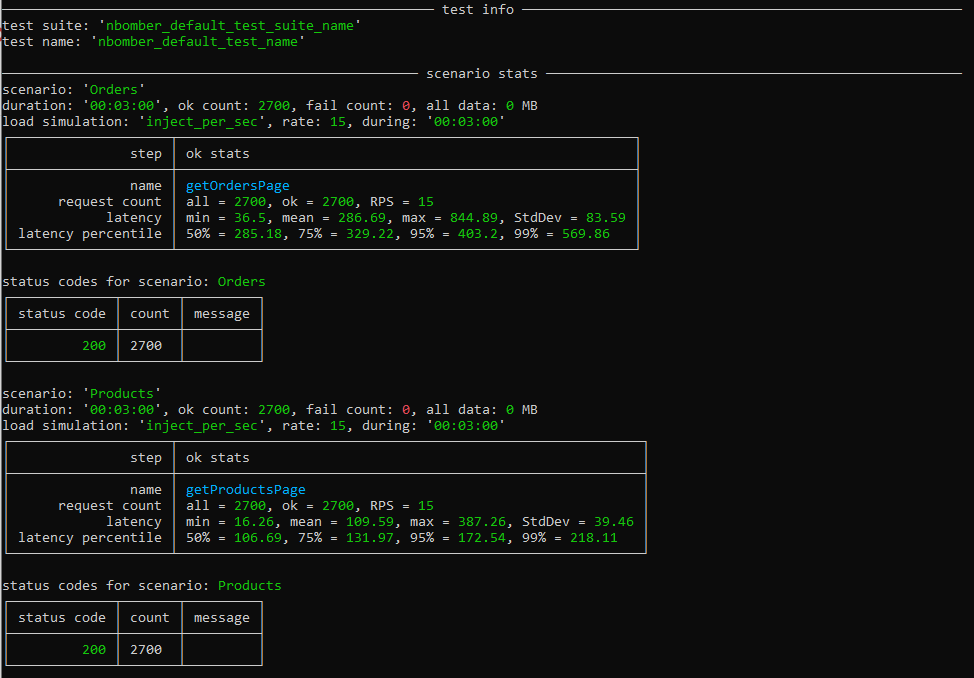 test info
test suite: 'nbomber_default_test_suite_name'
test name: 'nbomber_default_test_name'
scenario stats
scenario: 'Orders'
duration: '00:03:00', ok count: 2700, fail count: 0, all data: 0 MB
load simulation: 'inject_per_sec', rate: 15, during: '00:03:00'
step ok stats
name getOrdersPage
request count all = 2700, ok = 2700, RPS = 15
latency min = 36.5, mean = 286.69, max = 844.89, StdDev = 83.59
latency percentile 50% = 285.18, 75% = 329.22, 95% = 403.2, 99% = 569.86
status codes for scenario: Orders
status code count message
200 2700
scenario: 'Products'
duration: '00:03:00', ok count: 2700, fail count: 0, all data: 0 MB
load simulation: 'inject_per_sec', rate: 15, during: '00:03:00'
step ok stats
name getProductsPage
request count all = 2700, ok = 2700, RPS = 15
latency min = 16.26, mean = 109.59, max = 387.26, StdDev = 39.46
latency percentile 50% = 106.69, 75% = 131.97, 95% = 172.54, 99% = 218.11
status codes for scenario: Products
status code count message
200 2700